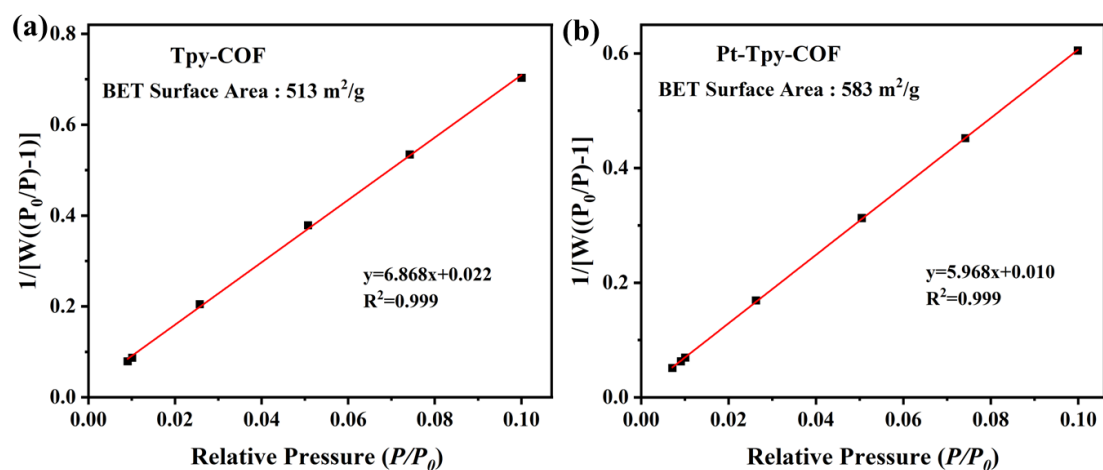 (a)
Tpy-COF
BET Surface Area : 513 m²/g
y=6.868x+0.022
R²=0.999
1/[W((P₀/P)-1)]
0.8
0.6
0.4
0.2
0.0
0.00 0.02 0.04 0.06 0.08 0.10
Relative Pressure (P/P₀)
(b)
Pt-Tpy-COF
BET Surface Area : 583 m²/g
y=5.968x+0.010
R²=0.999
1/[W((P₀/P)-1]
0.6
0.4
0.2
0.0
0.00 0.02 0.04 0.06 0.08 0.10
Relative Pressure (P/P₀)